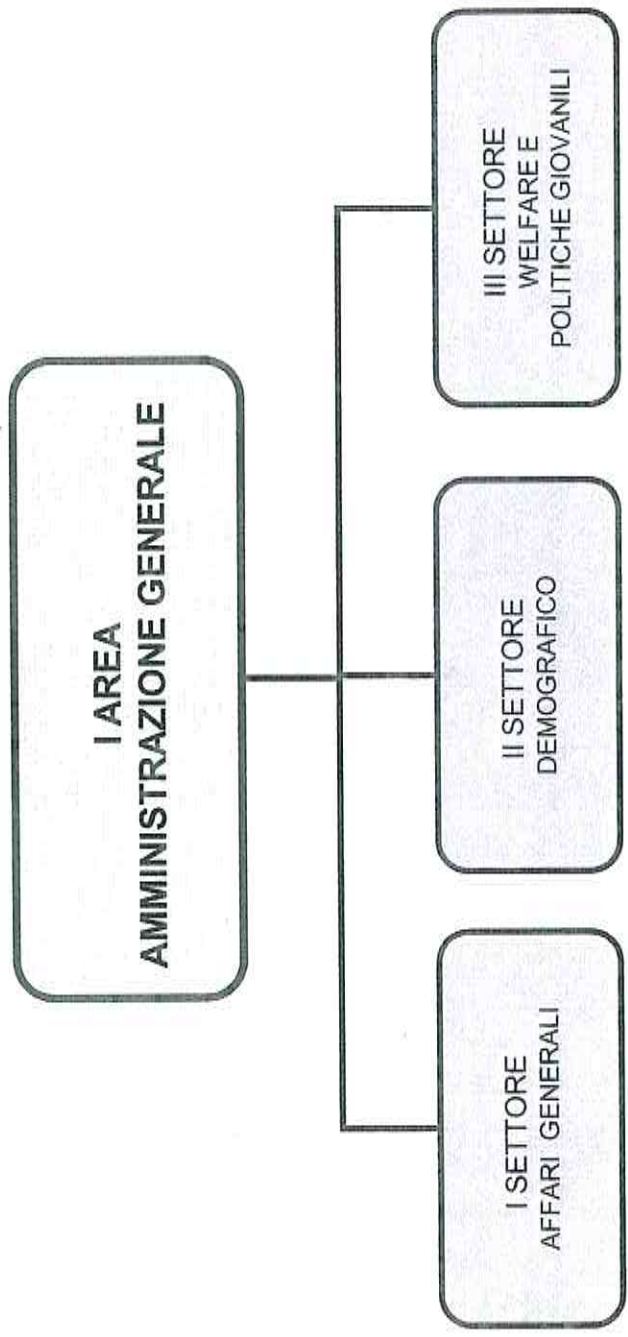 I AREA
AMMINISTRAZIONE GENERALE
I SETTORE
AFFARI GENERALI
II SETTORE
DEMOGRAFICO
III SETTORE
WELFARE E
POLITICHE GIOVANILI